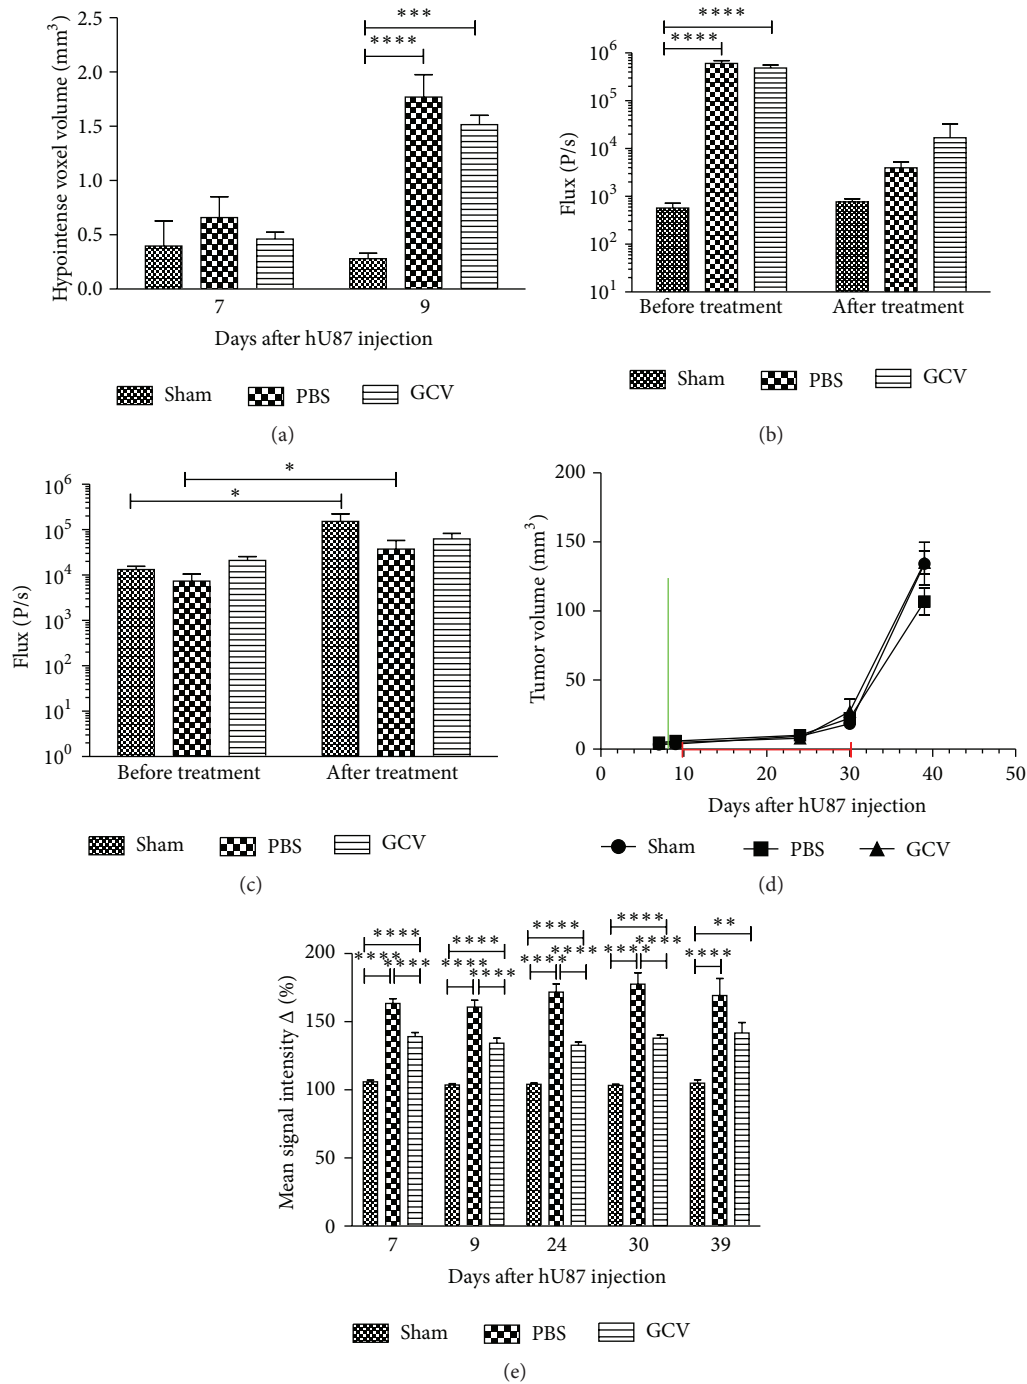 2.5
2.0
1.5
1.0
0.5
0.0
Hypointense voxel volume (mm³)
***
****
7 9
Days after hU87 injection
Sham PBS GCV
(a)
10⁶
10⁵
10⁴
10³
10²
10¹
Flux (P/s)
****
****
Before treatment After treatment
Sham PBS GCV
(b)
10⁶
10⁵
10⁴
10³
10²
10¹
10⁰
Flux (P/s)
*
*
Before treatment After treatment
Sham PBS GCV
(c)
200
150
100
50
0
Tumor volume (mm³)
0 10 20 30 40 50
Days after hU87 injection
Sham PBS GCV
(d)
200
150
100
50
0
Mean signal intensity Δ (%)
**** **** **** **** **
**** **** **** **** **** **** **** **** ****
7 9 24 30 39
Days after hU87 injection
Sham PBS GCV
(e)